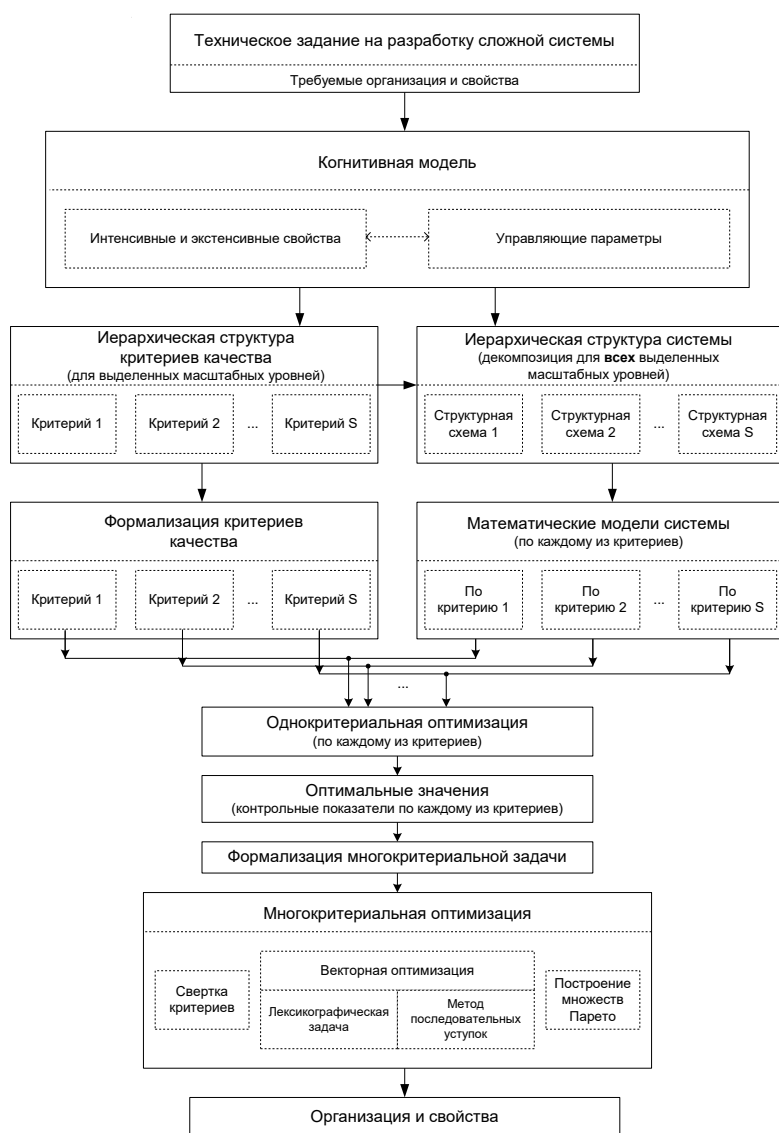 Техническое задание на разработку сложной системы
Требуемые организация и свойства
Когнитивная модель
Интенсивные и экстенсивные свойства
Управляющие параметры
Иерархическая структура
критериев качества
(для выделенных масштабных уровней)
Критерий 1
Критерий 2
...
Критерий S
Иерархическая структура системы
(декомпозиция для всех выделенных
масштабных уровней)
Структурная
схема 1
Структурная
схема 2
...
Структурная
схема S
Формализация критериев
качества
Критерий 1
Критерий 2
...
Критерий S
Математические модели системы
(по каждому из критериев)
По
критерию 1
По
критерию 2
...
По
критерию S
...
Однокритериальная оптимизация
(по каждому из критериев)
Оптимальные значения
(контрольные показатели по каждому из критериев)
Формализация многокритериальной задачи
Многокритериальная оптимизация
Свертка
критериев
Векторная оптимизация
Лексикографическая
задача
Метод
последовательных
уступок
Построение
множеств
Парето
Организация и свойства